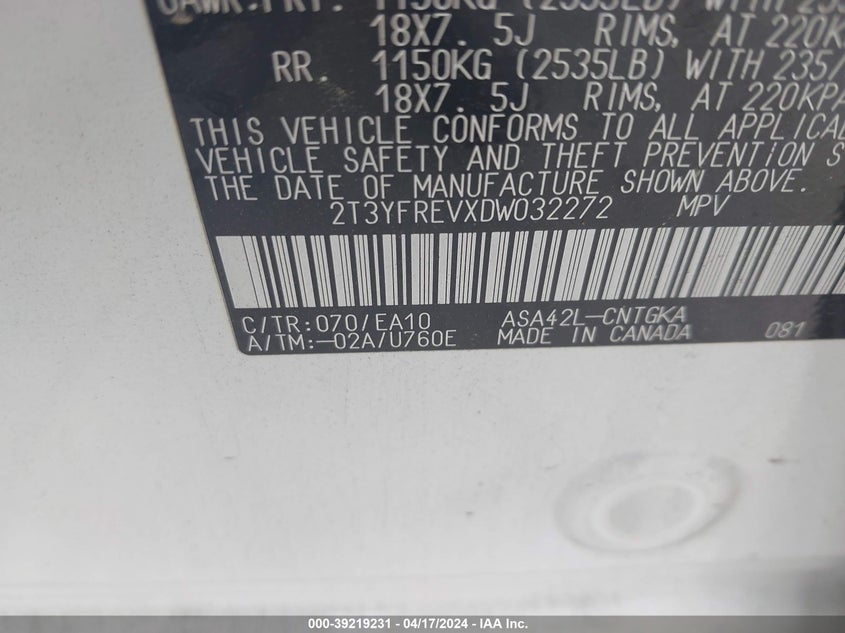 18X7. 5J RIMS, AT 220K
RR 1150KG (2535LB) WITH 235/
18X7. 5J RIMS, AT 220KPA
THIS VEHICLE CONFORMS TO ALL APPLICA
VEHICLE SAFETY AND THEFT PREVENTION S
THE DATE OF MANUFACTURE SHOWN ABOVE.
2T3YFREVXDW032272 MPV
C/TR:070/EA10 ASA42L-CNTGKA
A/TM:-02A/U760E MADE IN CANADA 081
000-39219231 - 04/17/2024 - IAA Inc.